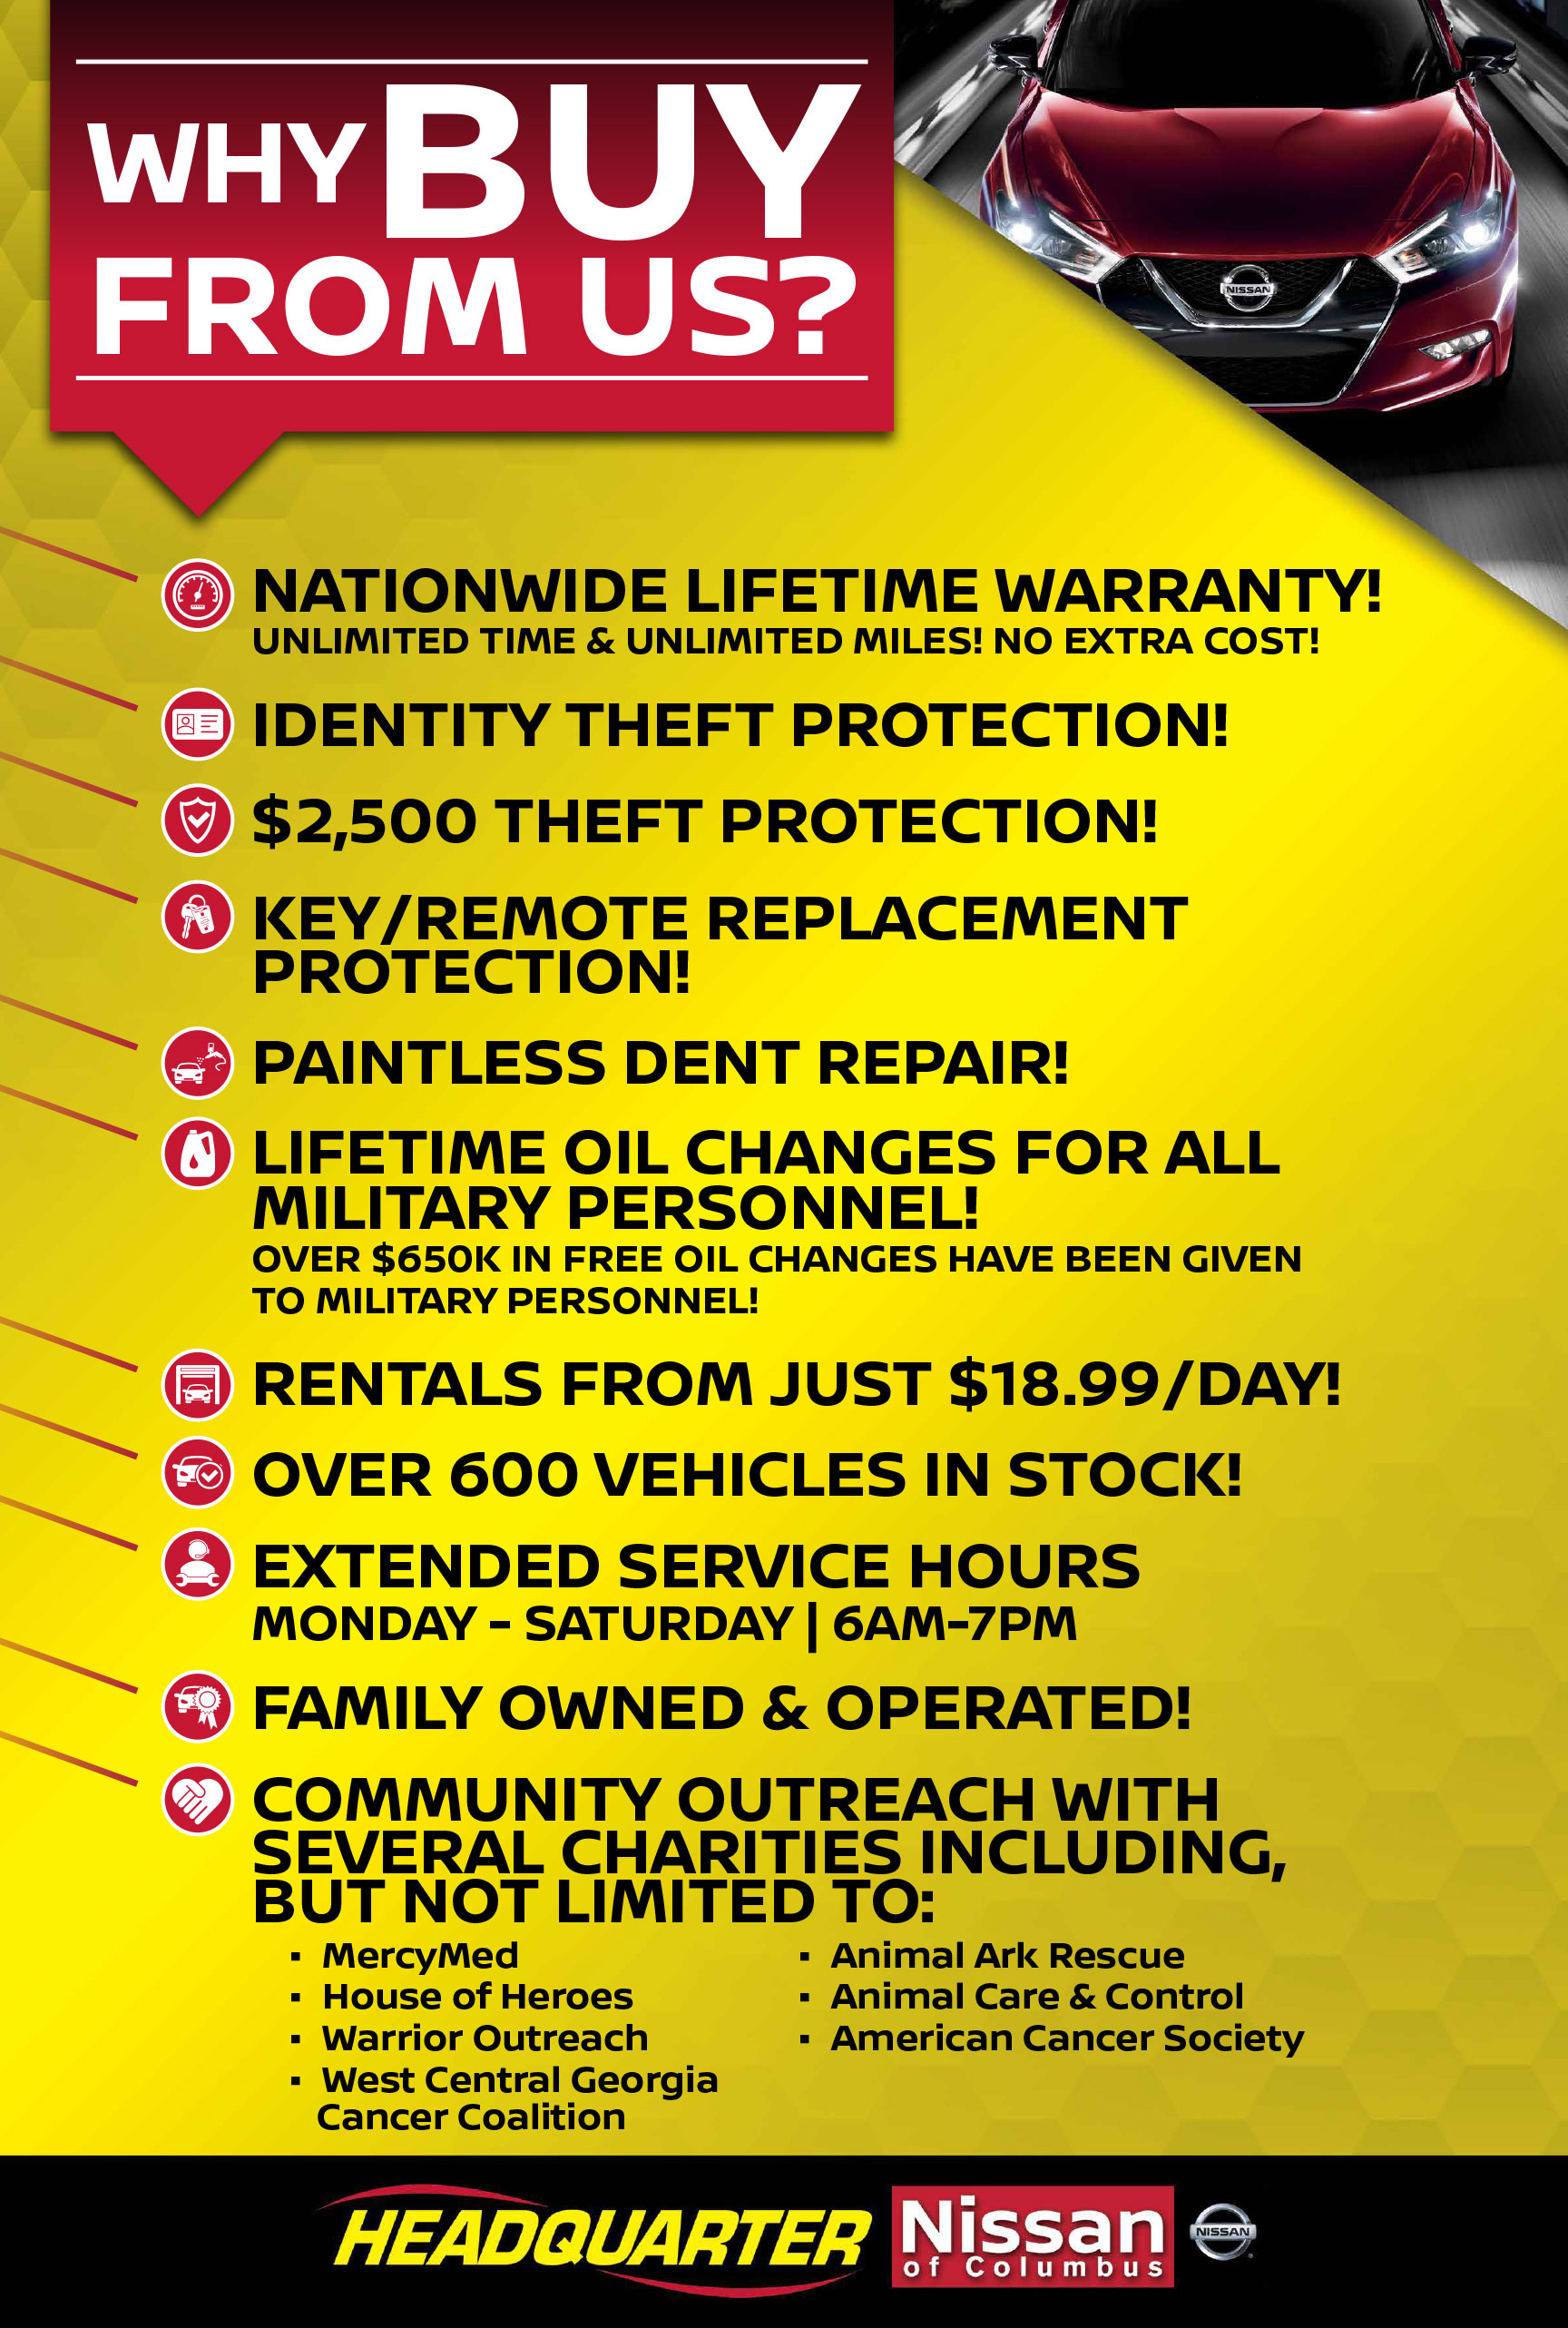 WHY BUY
FROM US?
NISSAN
NATIONWIDE LIFETIME WARRANTY!
UNLIMITED TIME & UNLIMITED MILES! NO EXTRA COST!
IDENTITY THEFT PROTECTION!
$2,500 THEFT PROTECTION!
KEY/REMOTE REPLACEMENT
PROTECTION!
PAINTLESS DENT REPAIR!
LIFETIME OIL CHANGES FOR ALL
MILITARY PERSONNEL!
OVER $650K IN FREE OIL CHANGES HAVE BEEN GIVEN
TO MILITARY PERSONNEL!
RENTALS FROM JUST $18.99/DAY!
OVER 600 VEHICLES IN STOCK!
EXTENDED SERVICE HOURS
MONDAY - SATURDAY | 6AM-7PM
FAMILY OWNED & OPERATED!
COMMUNITY OUTREACH WITH
SEVERAL CHARITIES INCLUDING,
BUT NOT LIMITED TO:
▪ MercyMed
▪ House of Heroes
▪ Warrior Outreach
▪ West Central Georgia
Cancer Coalition
▪ Animal Ark Rescue
▪ Animal Care & Control
▪ American Cancer Society
HEADQUARTER
Nissan
of Columbus
NISSAN